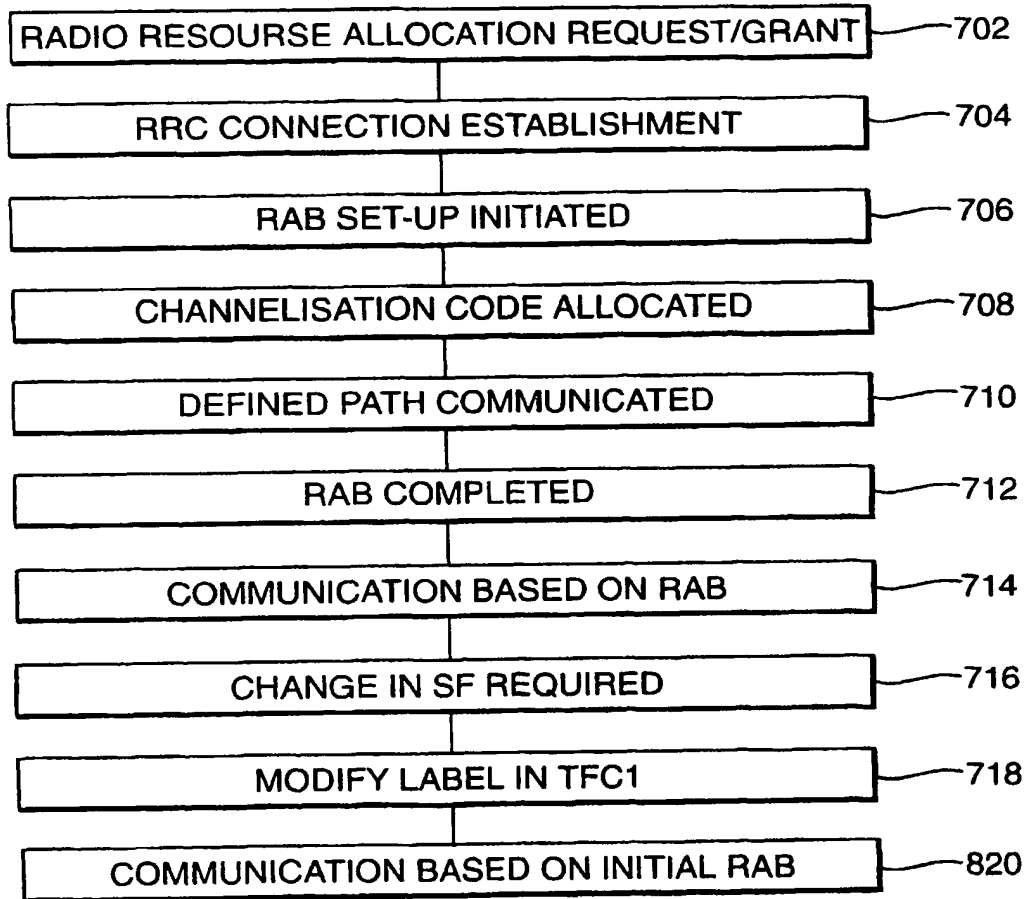 RADIO RESOURSE ALLOCATION REQUEST/GRANT 702
RRC CONNECTION ESTABLISHMENT 704
RAB SET-UP INITIATED 706
CHANNELISATION CODE ALLOCATED 708
DEFINED PATH COMMUNICATED 710
RAB COMPLETED 712
COMMUNICATION BASED ON RAB 714
CHANGE IN SF REQUIRED 716
MODIFY LABEL IN TFC1 718
COMMUNICATION BASED ON INITIAL RAB 820